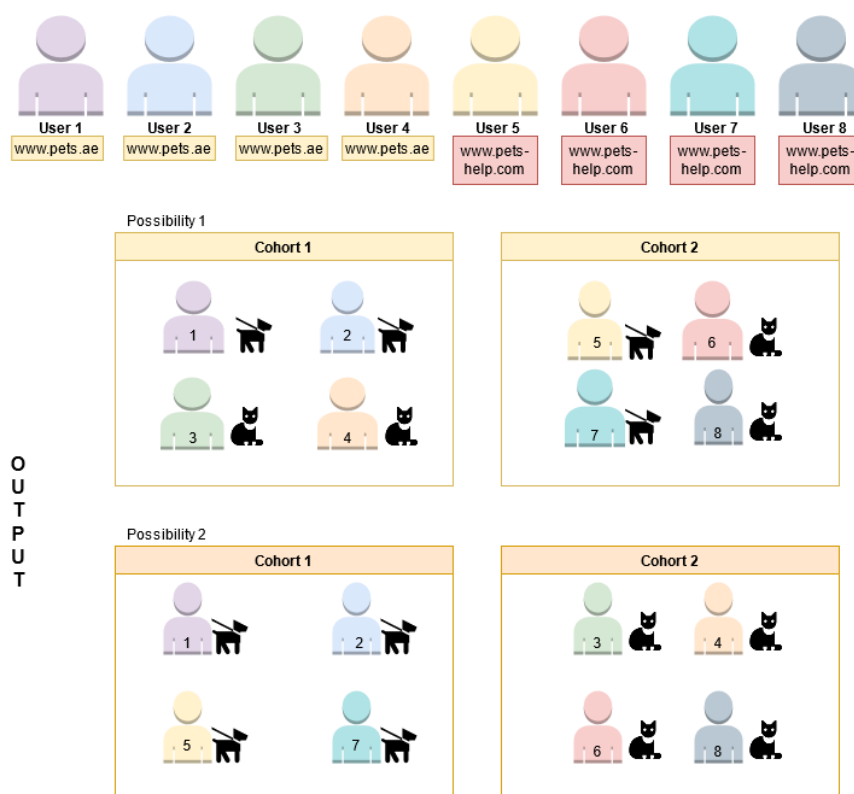 User 1
User 2
User 3
User 4
User 5
User 6
User 7
User 8
www.pets.ae
www.pets.ae
www.pets.ae
www.pets.ae
www.pets-
help.com
www.pets-
help.com
www.pets-
help.com
www.pets-
help.com
Possibility 1
Cohort 1
Cohort 2
1
2
5
6
3
4
7
8
O
U
T
P
U
T
Possibility 2
Cohort 1
Cohort 2
1
2
3
4
5
7
6
8